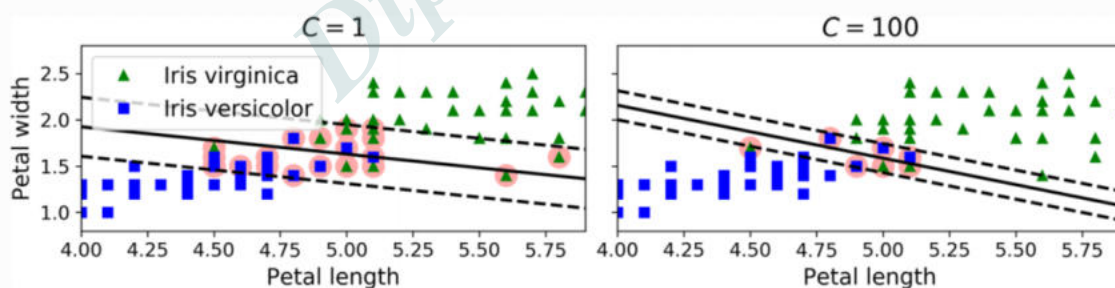 C = 1
Petal width
2.5
2.0
1.5
1.0
Iris virginica
Iris versicolor
4.00 4.25 4.50 4.75 5.00 5.25 5.50 5.75
Petal length
C = 100
4.00 4.25 4.50 4.75 5.00 5.25 5.50 5.75
Petal length